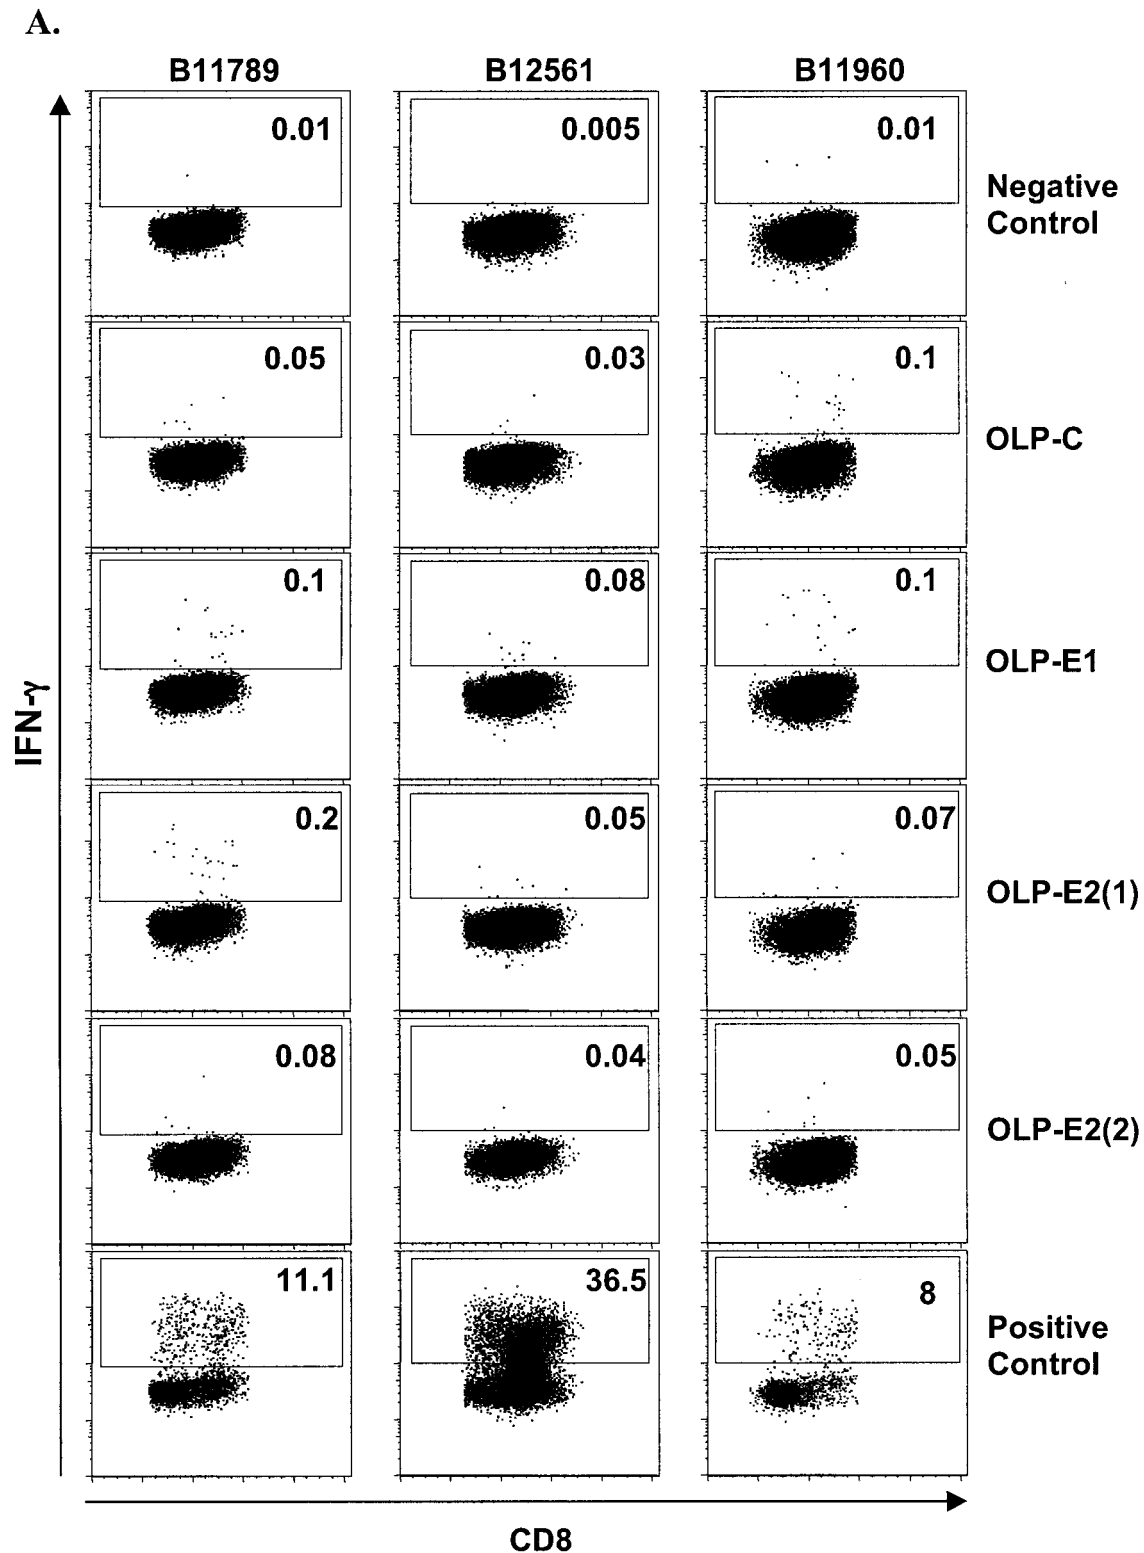 A.
B11789 B12561 B11960
0.01 0.005 0.01
Negative
Control
0.05 0.03 0.1
OLP-C
0.1 0.08 0.1
OLP-E1
0.2 0.05 0.07
OLP-E2(1)
0.08 0.04 0.05
OLP-E2(2)
11.1 36.5 8
Positive
Control
IFN-γ
CD8